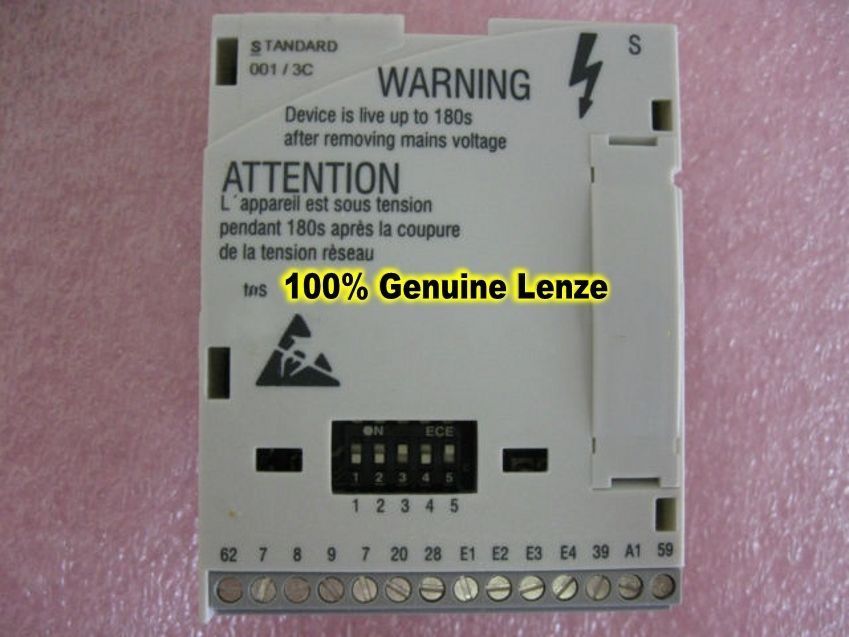 STANDARD
001 / 3C
S
WARNING
Device is live up to 180s
after removing mains voltage
ATTENTION
L´appareil est sous tension
pendant 180s après la coupure
de la tension rèseau
100% Genuine Lenze
ON ECE
1 2 3 4 5
1 2 3 4 5
62 7 8 9 7 20 28 E1 E2 E3 E4 39 A1 59